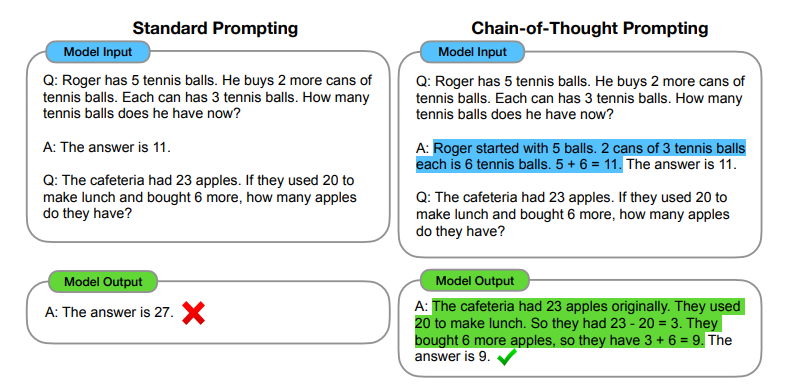 Standard Prompting
Model Input
Q: Roger has 5 tennis balls. He buys 2 more cans of
tennis balls. Each can has 3 tennis balls. How many
tennis balls does he have now?
A: The answer is 11.
Q: The cafeteria had 23 apples. If they used 20 to
make lunch and bought 6 more, how many apples
do they have?
Model Output
A: The answer is 27.
Chain-of-Thought Prompting
Model Input
Q: Roger has 5 tennis balls. He buys 2 more cans of
tennis balls. Each can has 3 tennis balls. How many
tennis balls does he have now?
A: Roger started with 5 balls. 2 cans of 3 tennis balls
each is 6 tennis balls. 5 + 6 = 11. The answer is 11.
Q: The cafeteria had 23 apples. If they used 20 to
make lunch and bought 6 more, how many apples
do they have?
Model Output
A: The cafeteria had 23 apples originally. They used
20 to make lunch. So they had 23 - 20 = 3. They
bought 6 more apples, so they have 3 + 6 = 9. The
answer is 9.